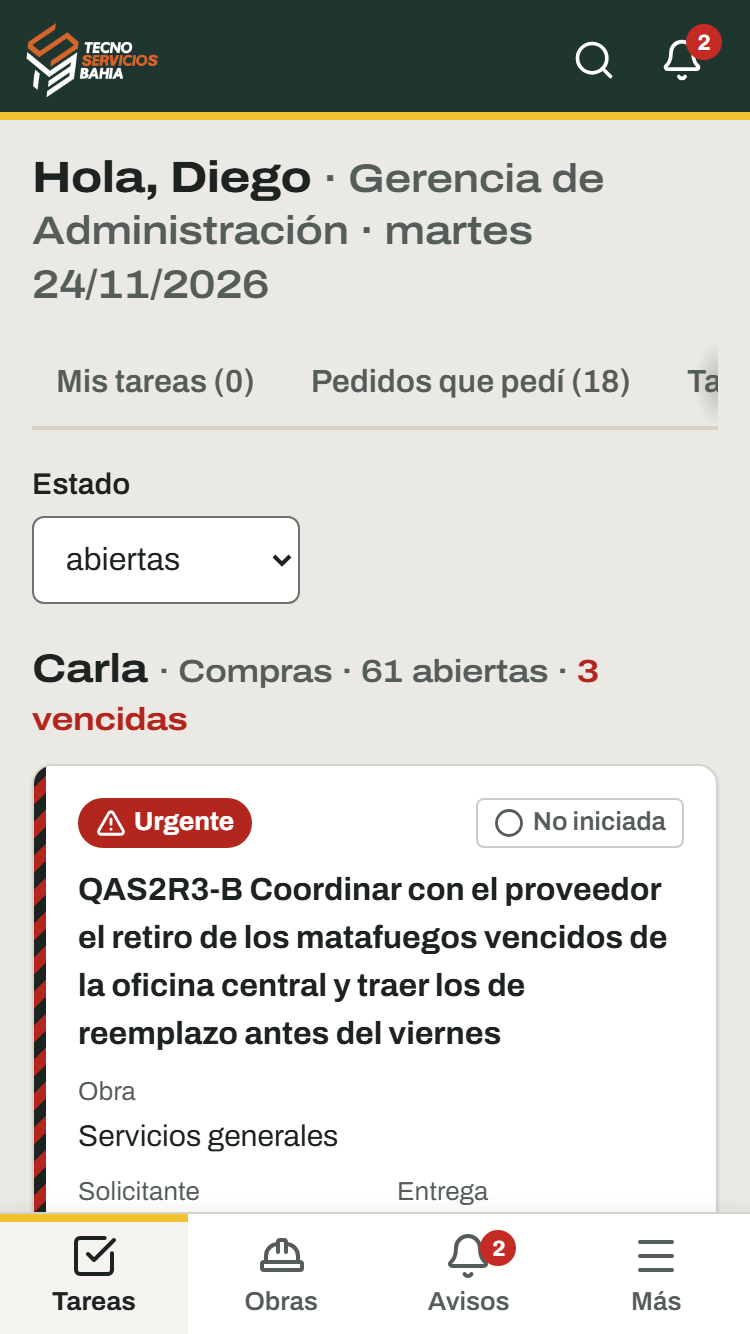 TECNO
SERVICIOS
BAHIA
2
Hola, Diego · Gerencia de
Administración · martes
24/11/2026
Mis tareas (0) Pedidos que pedí (18) Ta
Estado
abiertas
Carla · Compras · 61 abiertas · 3
vencidas
Urgente No iniciada
QAS2R3-B Coordinar con el proveedor
el retiro de los matafuegos vencidos de
la oficina central y traer los de
reemplazo antes del viernes
Obra
Servicios generales
Solicitante Entrega
2
Tareas Obras Avisos Más